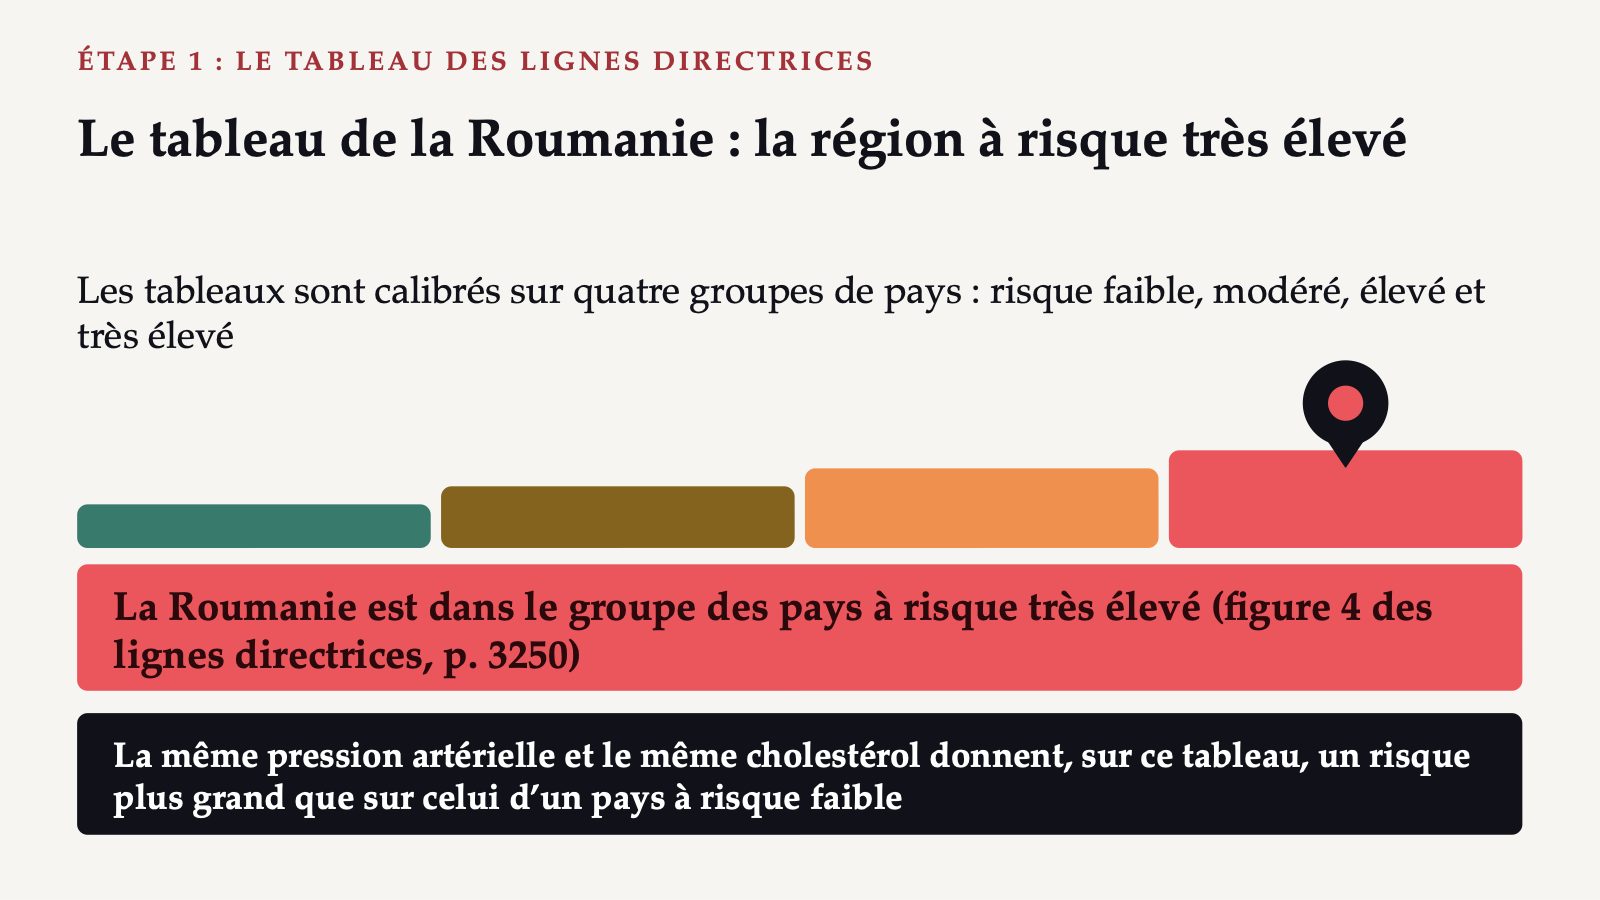 ÉTAPE 1 : LE TABLEAU DES LIGNES DIRECTRICES
Le tableau de la Roumanie : la région à risque très élevé
Les tableaux sont calibrés sur quatre groupes de pays : risque faible, modéré, élevé et
très élevé
La Roumanie est dans le groupe des pays à risque très élevé (figure 4 des
lignes directrices, p. 3250)
La même pression artérielle et le même cholestérol donnent, sur ce tableau, un risque
plus grand que sur celui d’un pays à risque faible